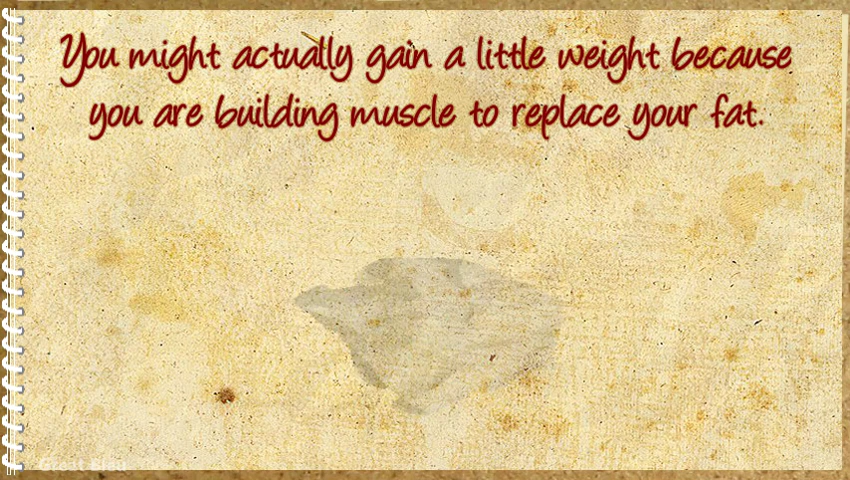 You might actually gain a little weight because
you are building muscle to replace your fat.